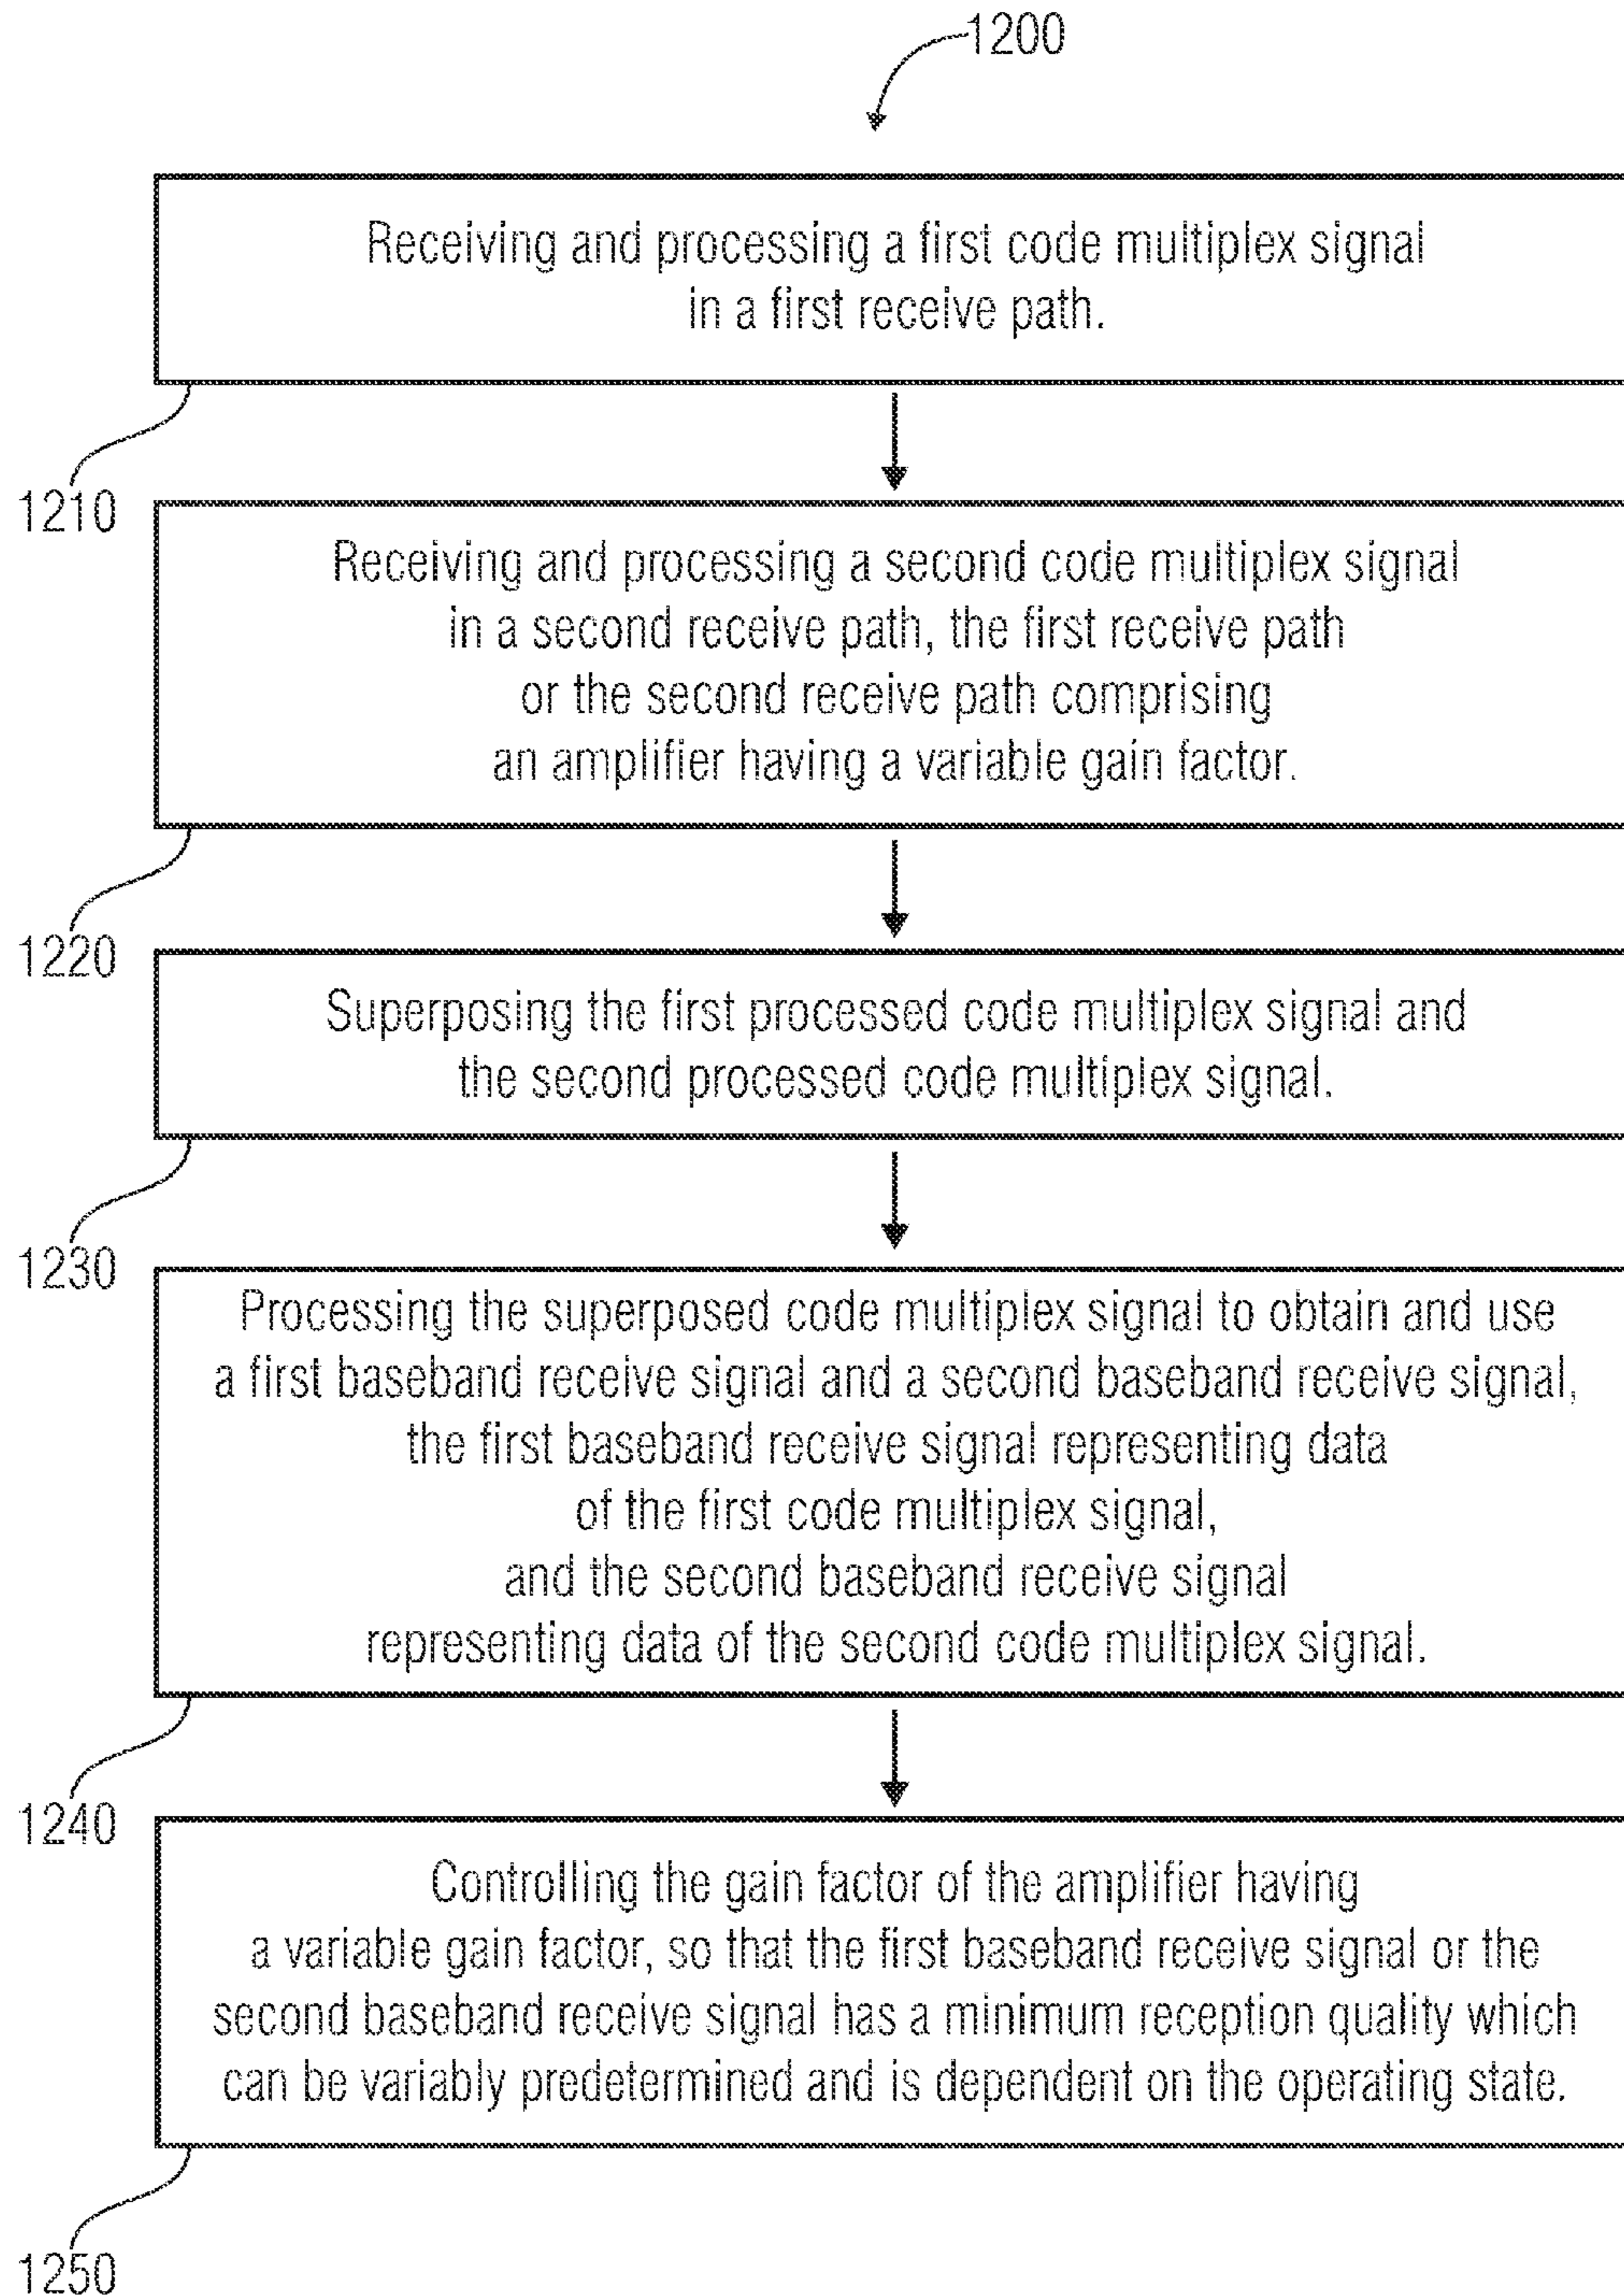 1200
Receiving and processing a first code multiplex signal
in a first receive path.
1210
Receiving and processing a second code multiplex signal
in a second receive path, the first receive path
or the second receive path comprising
an amplifier having a variable gain factor.
1220
Superposing the first processed code multiplex signal and
the second processed code multiplex signal.
1230
Processing the superposed code multiplex signal to obtain and use
a first baseband receive signal and a second baseband receive signal,
the first baseband receive signal representing data
of the first code multiplex signal,
and the second baseband receive signal
representing data of the second code multiplex signal.
1240
Controlling the gain factor of the amplifier having
a variable gain factor, so that the first baseband receive signal or the
second baseband receive signal has a minimum reception quality which
can be variably predetermined and is dependent on the operating state.
1250